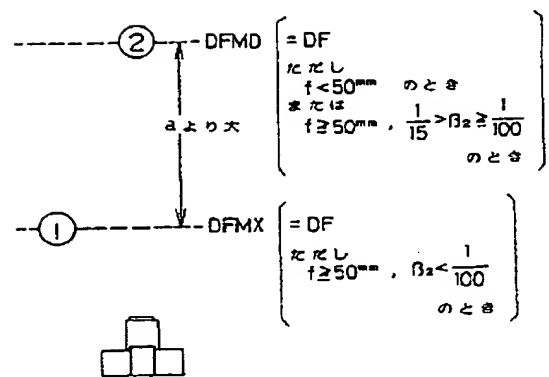 ② DFMD = DF
ただし
f<50mm のとき
または
f≧50mm , 1/15>β2≧1/100
のとき
aより大
① DFMX = DF
ただし
f≧50mm , β2<1/100
のとき